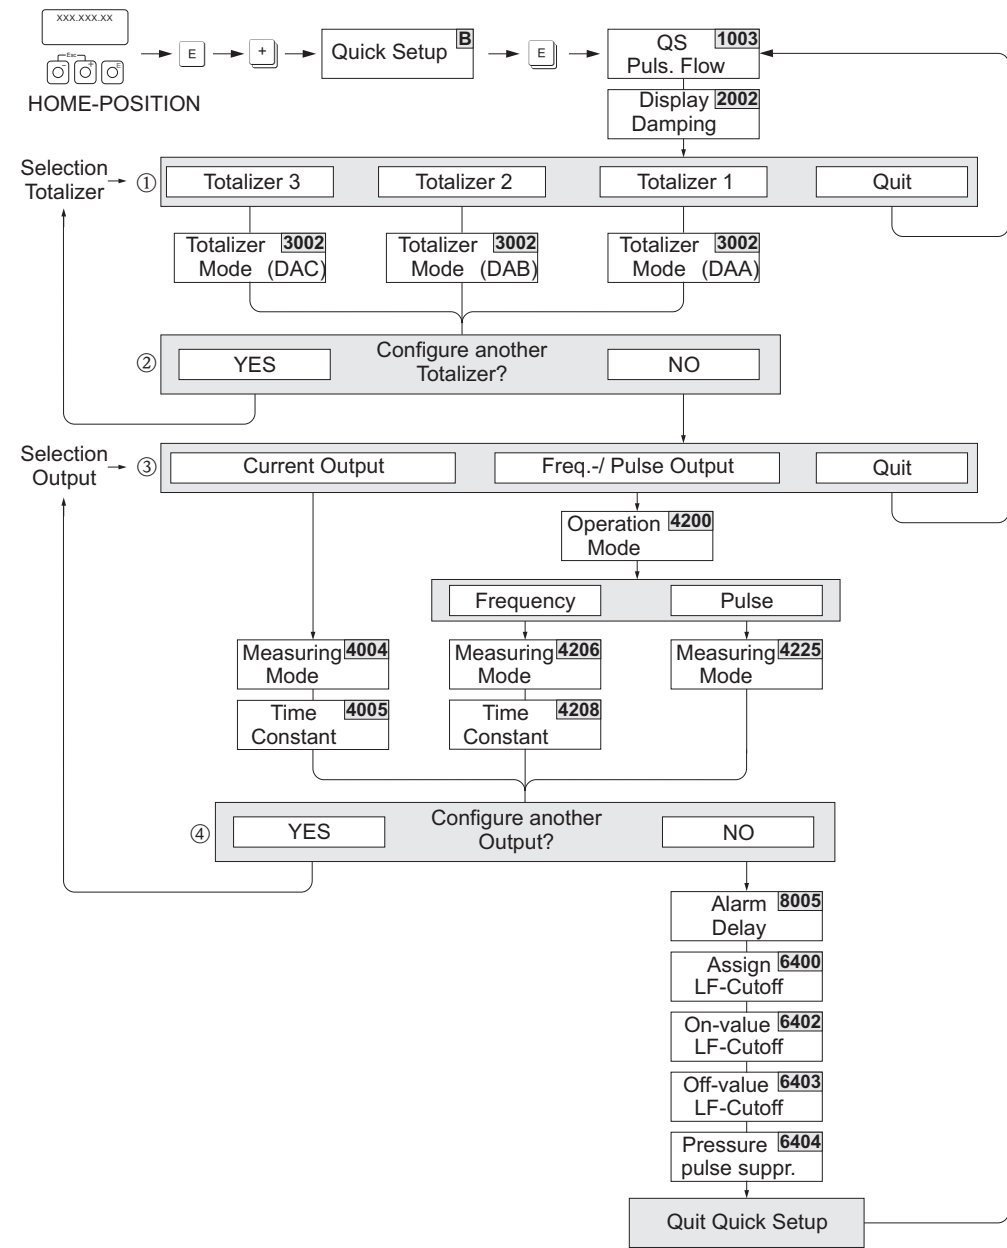 xxx.xxx.xx
Esc
- + E
HOME-POSITION
E
+
Quick Setup B
E
QS 1003
Puls. Flow
Display 2002
Damping
Selection
Totalizer
①
Totalizer 3
Totalizer 2
Totalizer 1
Quit
Totalizer 3002
Mode (DAC)
Totalizer 3002
Mode (DAB)
Totalizer 3002
Mode (DAA)
②
YES
Configure another
Totalizer?
NO
Selection
Output
③
Current Output
Freq.-/ Pulse Output
Quit
Operation 4200
Mode
Frequency
Pulse
Measuring 4004
Mode
Measuring 4206
Mode
Measuring 4225
Mode
Time 4005
Constant
Time 4208
Constant
④
YES
Configure another
Output?
NO
Alarm 8005
Delay
Assign 6400
LF-Cutoff
On-value 6402
LF-Cutoff
Off-value 6403
LF-Cutoff
Pressure 6404
pulse suppr.
Quit Quick Setup